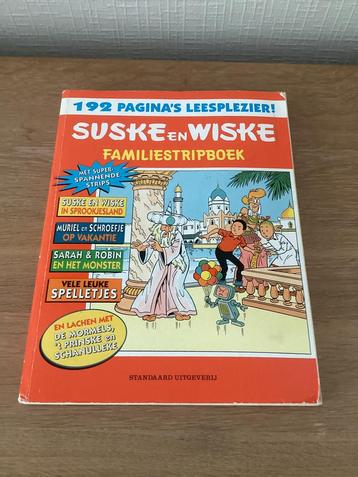 192 PAGINA'S LEESPLEZIER!
SUSKE EN WISKE
FAMILIESTRIPBOEK
MET SUPER-
SPANNENDE
STRIPS
SUSKE EN WISKE
IN SPROOKJESLAND
MURIEL EN SCHROEFJE
OP VAKANTIE
SARAH & ROBIN
EN HET MONSTER
VELE LEUKE
SPELLETJES
EN LACHEN MET
DE MORMELS,
'T PRINSKE en
SCHANULLEKE
STANDAARD UITGEVERIJ